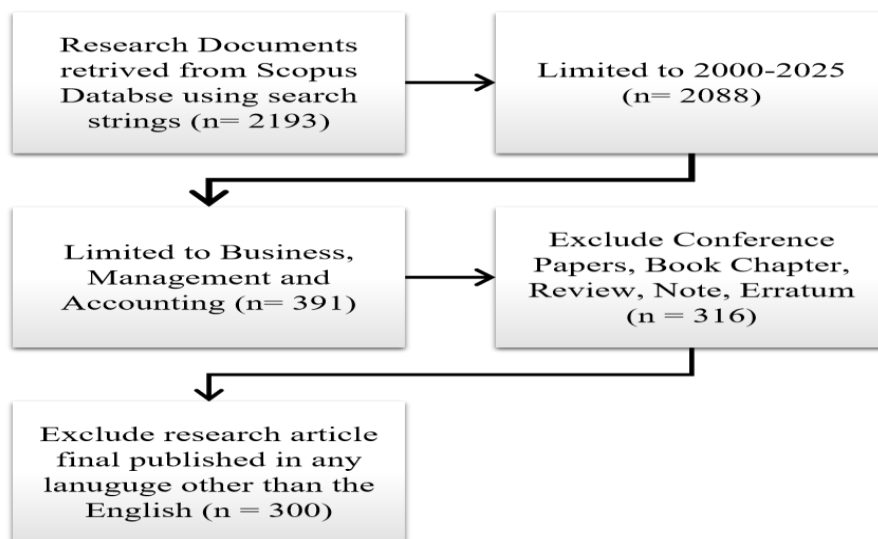 Research Documents
retrived from Scopus
Databse using search
strings (n= 2193)
Limited to 2000-2025
(n= 2088)
Limited to Business,
Management and
Accounting (n= 391)
Exclude Conference
Papers, Book Chapter,
Review, Note, Erratum
(n = 316)
Exclude research article
final published in any
lanuguge other than the
English (n = 300)